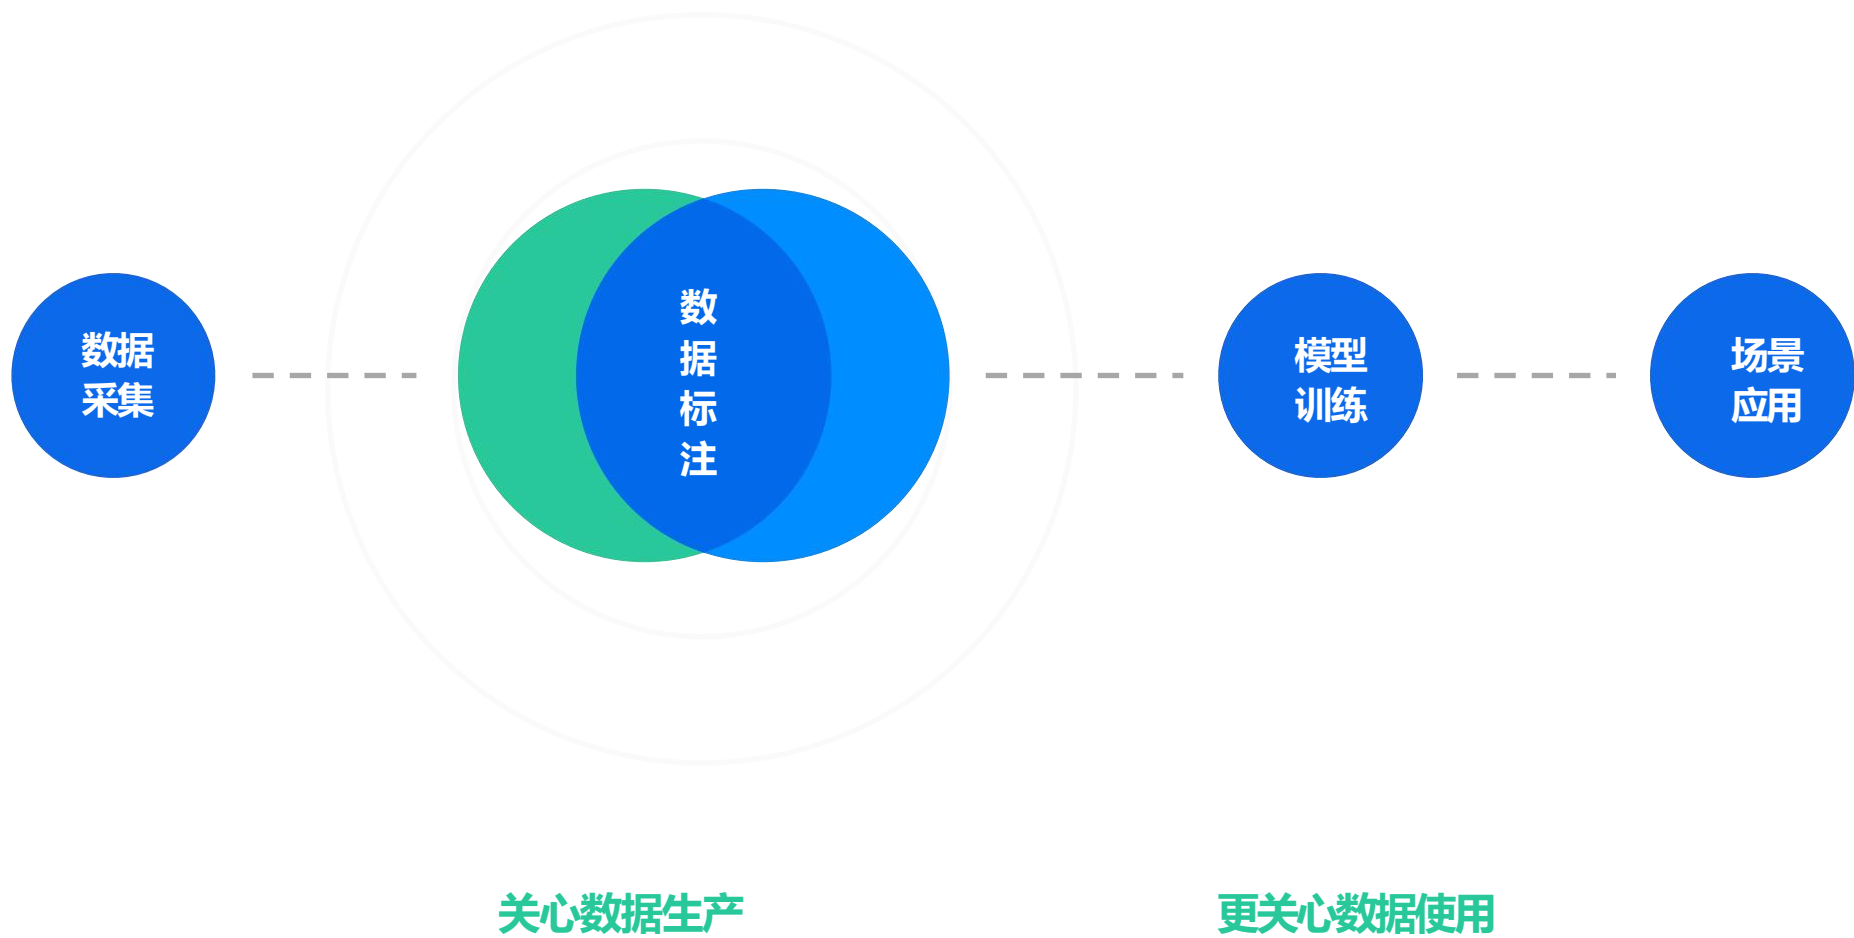 数据
采集
数
据
标
注
模型
训练
场景
应用
关心数据生产
更关心数据使用